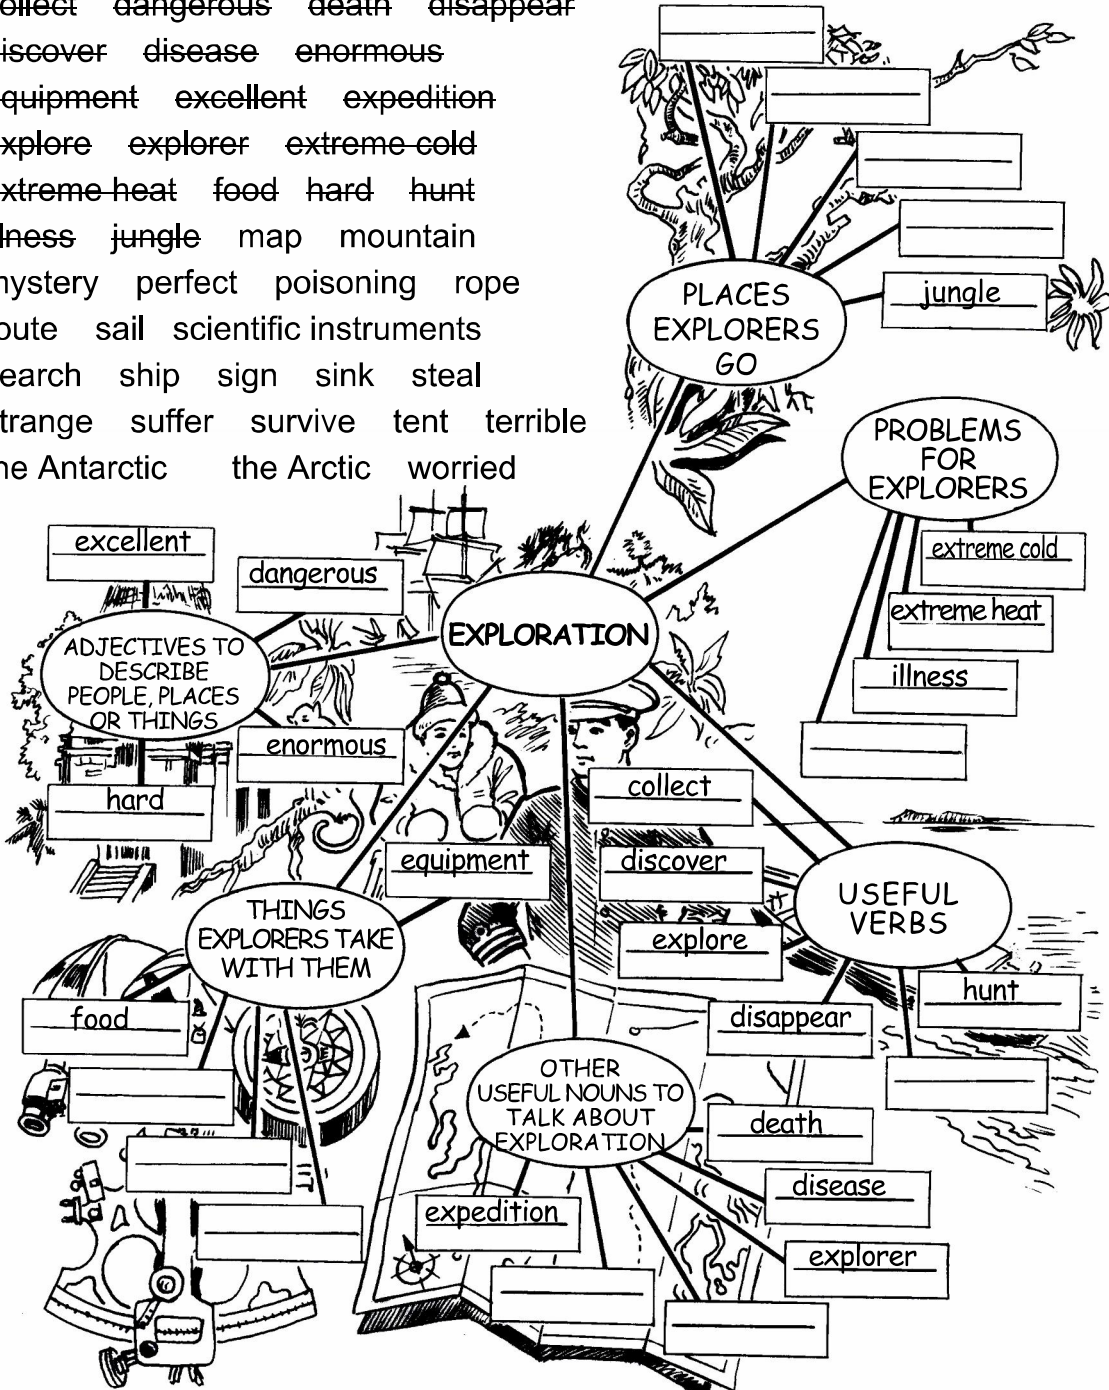 ollect dangerous death disappear
iscover disease enormous
quipment excellent expedition
xplore explorer extreme cold
xtreme heat food hard hunt
lness jungle map mountain
mystery perfect poisoning rope
oute sail scientific instruments
earch ship sign sink steal
trange suffer survive tent terrible
he Antarctic the Arctic worried
PLACES
EXPLORERS
GO
jungle
PROBLEMS
FOR
EXPLORERS
extreme cold
extreme heat
illness
EXPLORATION
excellent
dangerous
ADJECTIVES TO
DESCRIBE
PEOPLE, PLACES
OR THINGS
enormous
hard
collect
equipment
discover
explore
USEFUL
VERBS
hunt
disappear
THINGS
EXPLORERS TAKE
WITH THEM
food
OTHER
USEFUL NOUNS TO
TALK ABOUT
EXPLORATION
death
disease
expedition
explorer